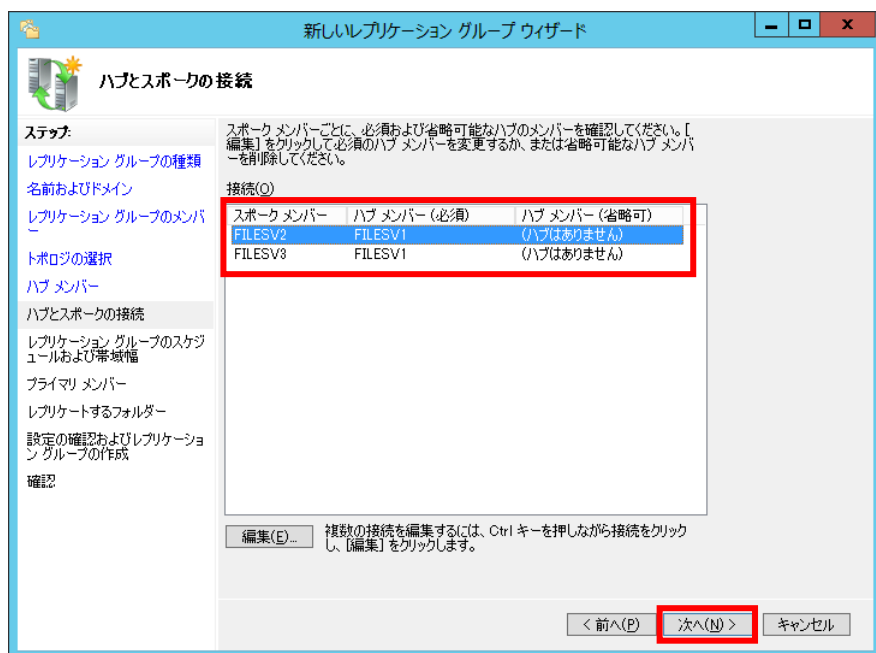 新しいレプリケーション グループ ウィザード
ハブとスポークの接続
ステップ:
レプリケーション グループの種類
名前およびドメイン
レプリケーション グループのメンバ
ー
トポロジの選択
ハブ メンバー
ハブとスポークの接続
レプリケーション グループのスケジ
ュールおよび帯域幅
プライマリ メンバー
レプリケートするフォルダー
設定の確認およびレプリケーショ
ン グループの作成
確認
スポーク メンバーごとに、必須および省略可能なハブのメンバーを確認してください。[
編集] をクリックして必須のハブ メンバーを変更するか、または省略可能なハブ メンバ
ーを削除してください。
接続(O)
スポーク メンバー ハブ メンバー (必須) ハブ メンバー (省略可)
FILESV2 FILESV1 (ハブはありません)
FILESV3 FILESV1 (ハブはありません)
編集(E)...
複数の接続を編集するには、Ctrl キーを押しながら接続をクリック
し、[編集] をクリックします。
< 前へ(P) 次へ(N) > キャンセル